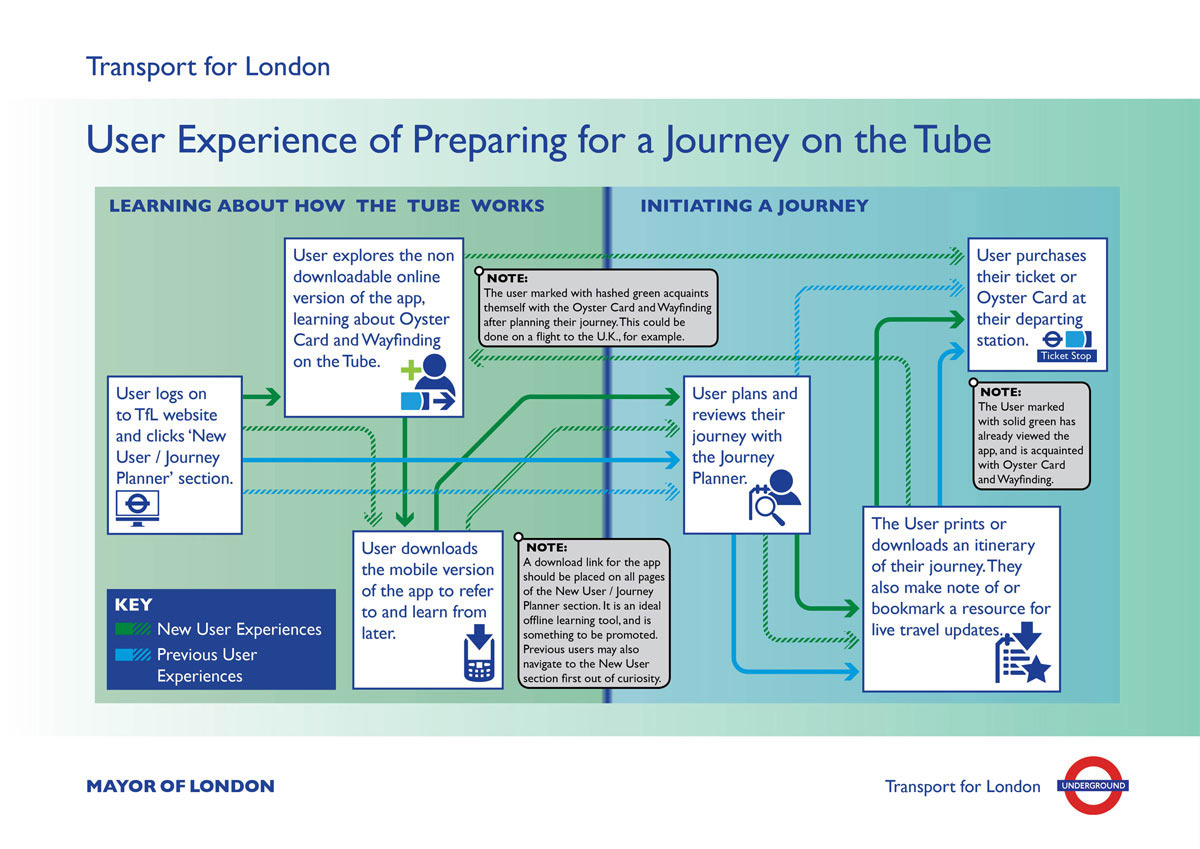 Transport for London
User Experience of Preparing for a Journey on the Tube
LEARNING ABOUT HOW THE TUBE WORKS
INITIATING A JOURNEY
User logs on
to TfL website
and clicks ‘New
User / Journey
Planner’ section.
User explores the non
downloadable online
version of the app,
learning about Oyster
Card and Wayfinding
on the Tube.
NOTE:
The user marked with hashed green acquaints
themself with the Oyster Card and Wayfinding
after planning their journey. This could be
done on a flight to the U.K., for example.
User downloads
the mobile version
of the app to refer
to and learn from
later.
NOTE:
A download link for the app
should be placed on all pages
of the New User / Journey
Planner section. It is an ideal
offline learning tool, and is
something to be promoted.
Previous users may also
navigate to the New User
section first out of curiosity.
User plans and
reviews their
journey with
the Journey
Planner.
User purchases
their ticket or
Oyster Card at
their departing
station.
Ticket Stop
NOTE:
The User marked
with solid green has
already viewed the
app, and is acquainted
with Oyster Card
and Wayfinding.
The User prints or
downloads an itinerary
of their journey. They
also make note of or
bookmark a resource for
live travel updates.
KEY
New User Experiences
Previous User
Experiences
MAYOR OF LONDON
Transport for London
UNDERGROUND